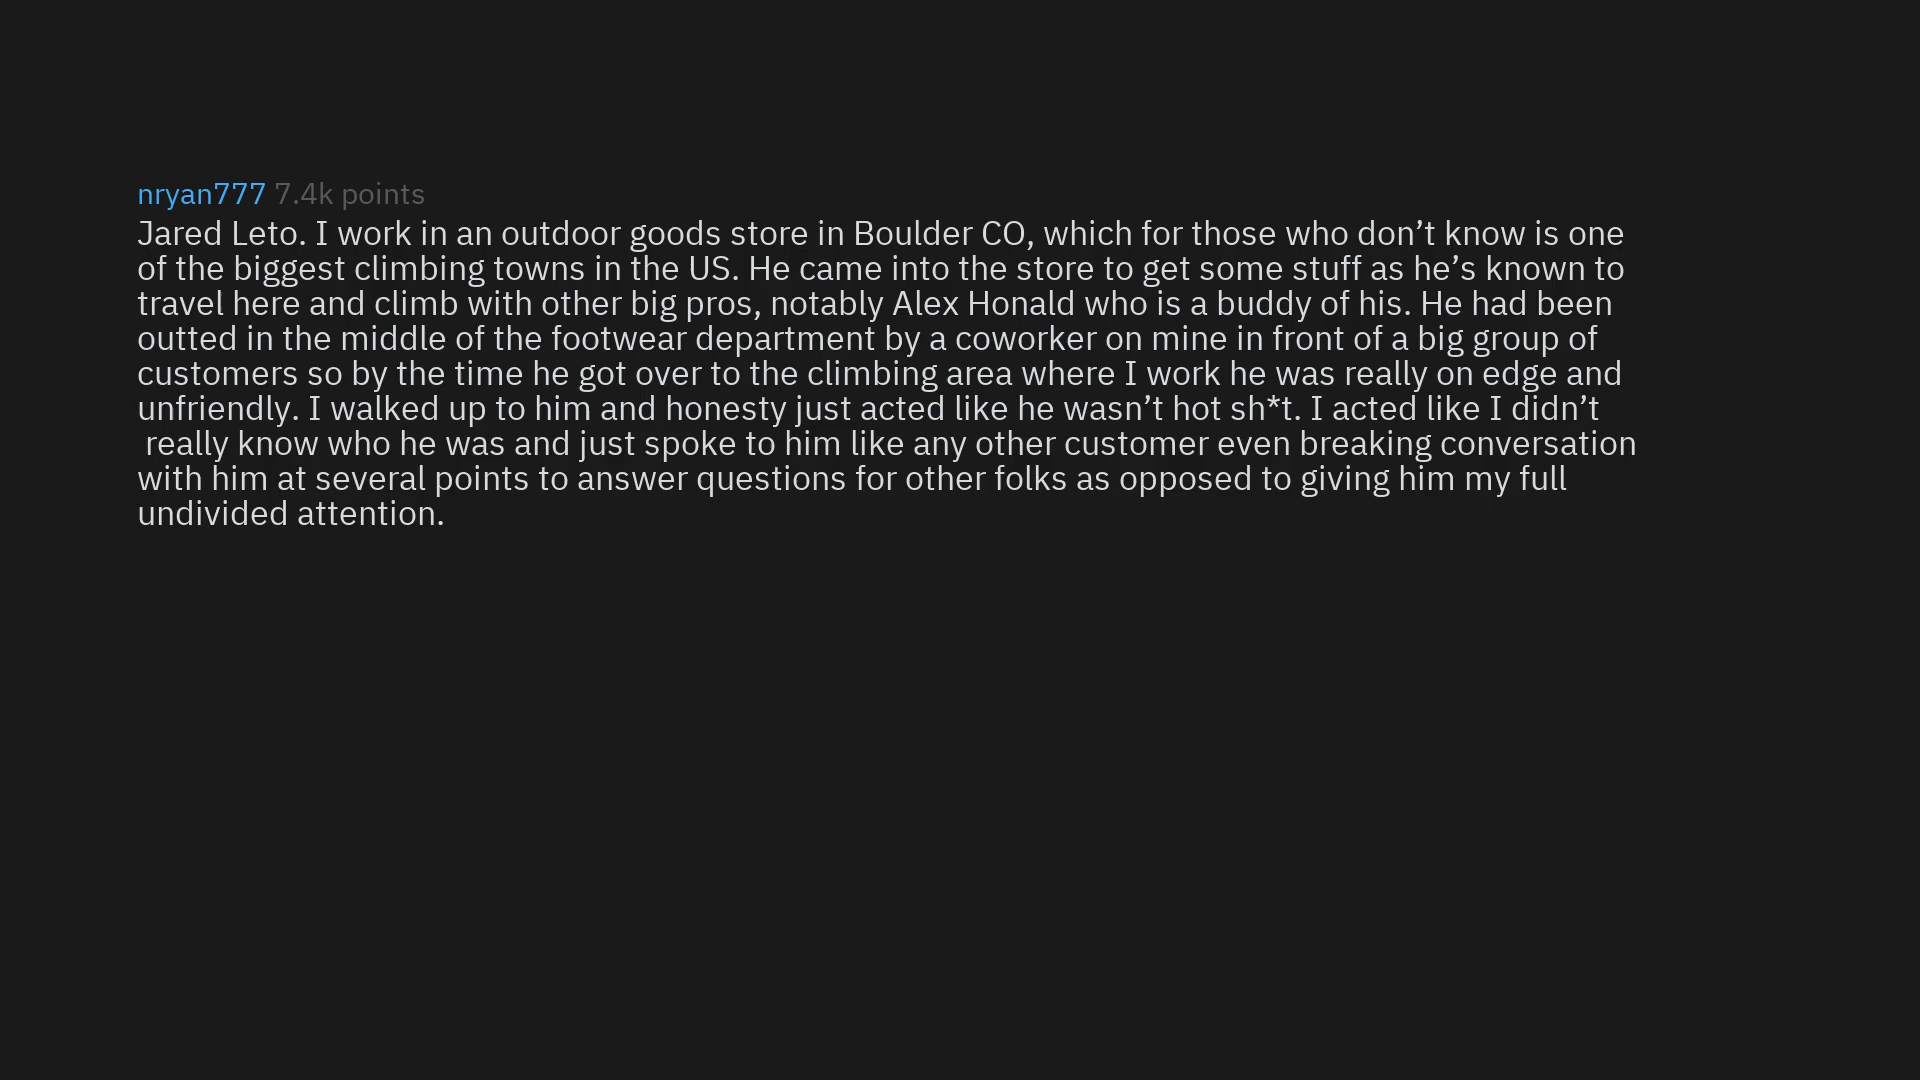 nryan777 7.4k points
Jared Leto. I work in an outdoor goods store in Boulder CO, which for those who don’t know is one
of the biggest climbing towns in the US. He came into the store to get some stuff as he’s known to
travel here and climb with other big pros, notably Alex Honald who is a buddy of his. He had been
outted in the middle of the footwear department by a coworker on mine in front of a big group of
customers so by the time he got over to the climbing area where I work he was really on edge and
unfriendly. I walked up to him and honesty just acted like he wasn’t hot sh*t. I acted like I didn’t
really know who he was and just spoke to him like any other customer even breaking conversation
with him at several points to answer questions for other folks as opposed to giving him my full
undivided attention.